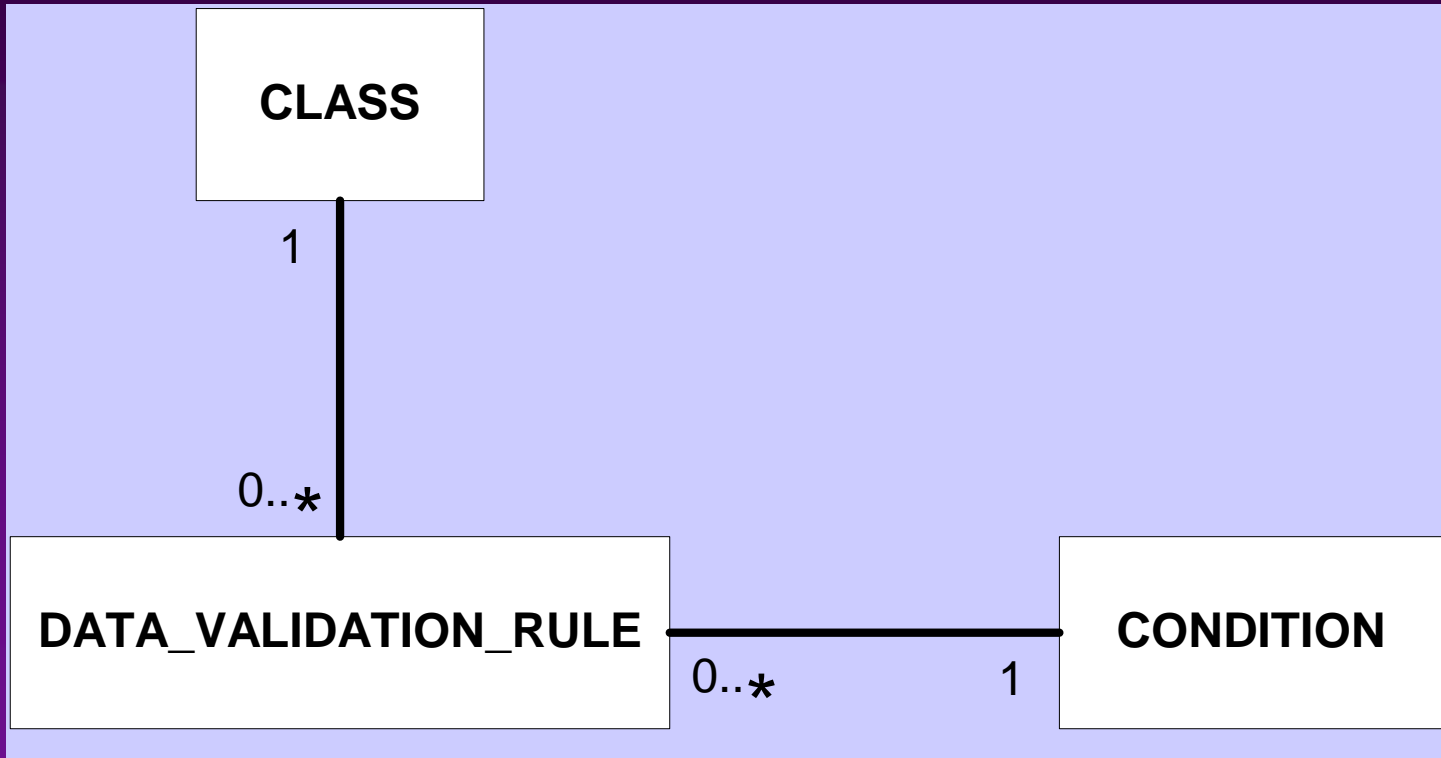 CLASS
1
0..*
DATA_VALIDATION_RULE
CONDITION
0..*
1